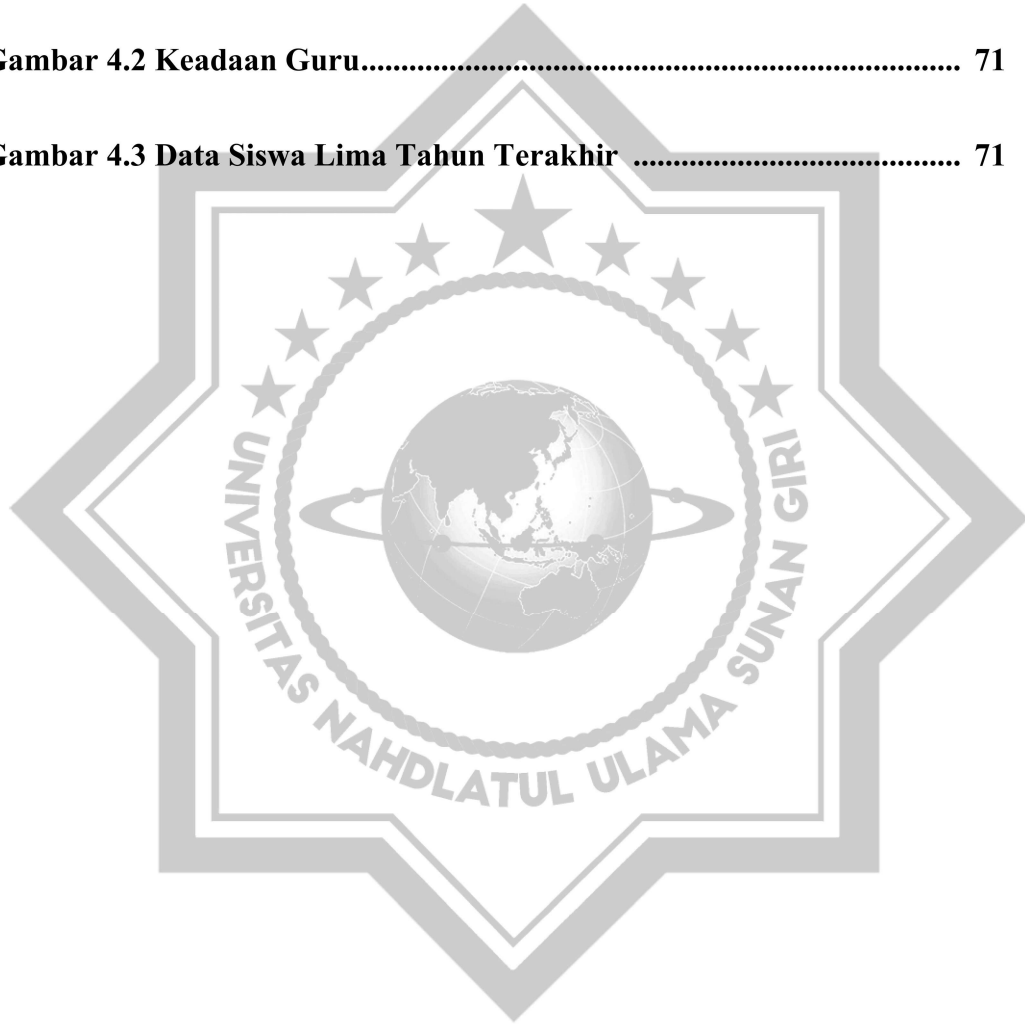 Gambar 4.2 Keadaan Guru........................................................................... 71
Gambar 4.3 Data Siswa Lima Tahun Terakhir ......................................... 71
UNIVERSITAS NAHDLATUL ULAMA SUNAN GIRI